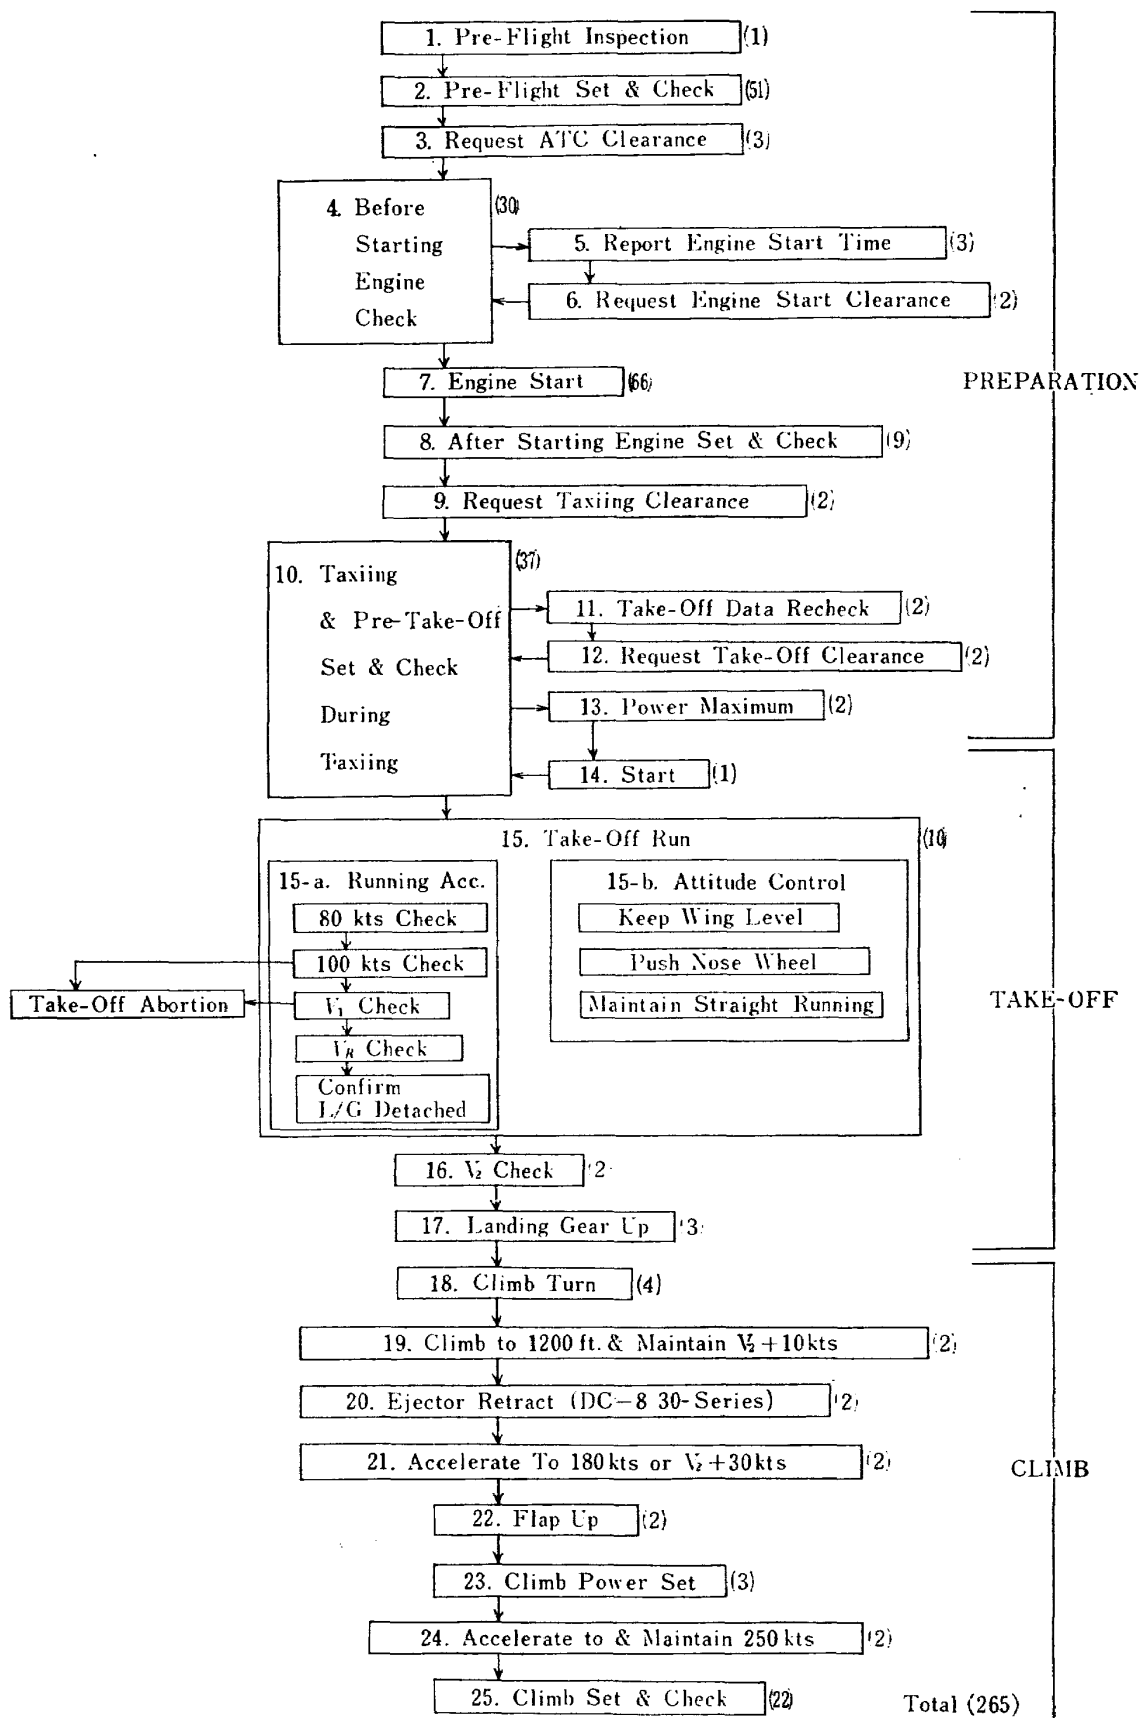 1. Pre-Flight Inspection (1)
2. Pre-Flight Set & Check (51)
3. Request ATC Clearance (3)
4. Before (30)
Starting
Engine
Check
5. Report Engine Start Time (3)
6. Request Engine Start Clearance (2)
7. Engine Start (66)
PREPARATION
8. After Starting Engine Set & Check (9)
9. Request Taxiing Clearance (2)
10. Taxiing (37)
& Pre-Take-Off
Set & Check
During
Taxiing
11. Take-Off Data Recheck (2)
12. Request Take-Off Clearance (2)
13. Power Maximum (2)
14. Start (1)
15. Take-Off Run (10)
15-a. Running Acc.
80 kts Check
100 kts Check
V1 Check
VR Check
Confirm
L/G Detached
15-b. Attitude Control
Keep Wing Level
Push Nose Wheel
Maintain Straight Running
Take-Off Abortion
TAKE-OFF
16. V2 Check (2)
17. Landing Gear Up (3)
18. Climb Turn (4)
19. Climb to 1200 ft. & Maintain V2+10kts (2)
20. Ejector Retract (DC-8 30-Series) (2)
21. Accelerate To 180kts or V2+30kts (2)
CLIMB
22. Flap Up (2)
23. Climb Power Set (3)
24. Accelerate to & Maintain 250kts (2)
25. Climb Set & Check (22)
Total (265)